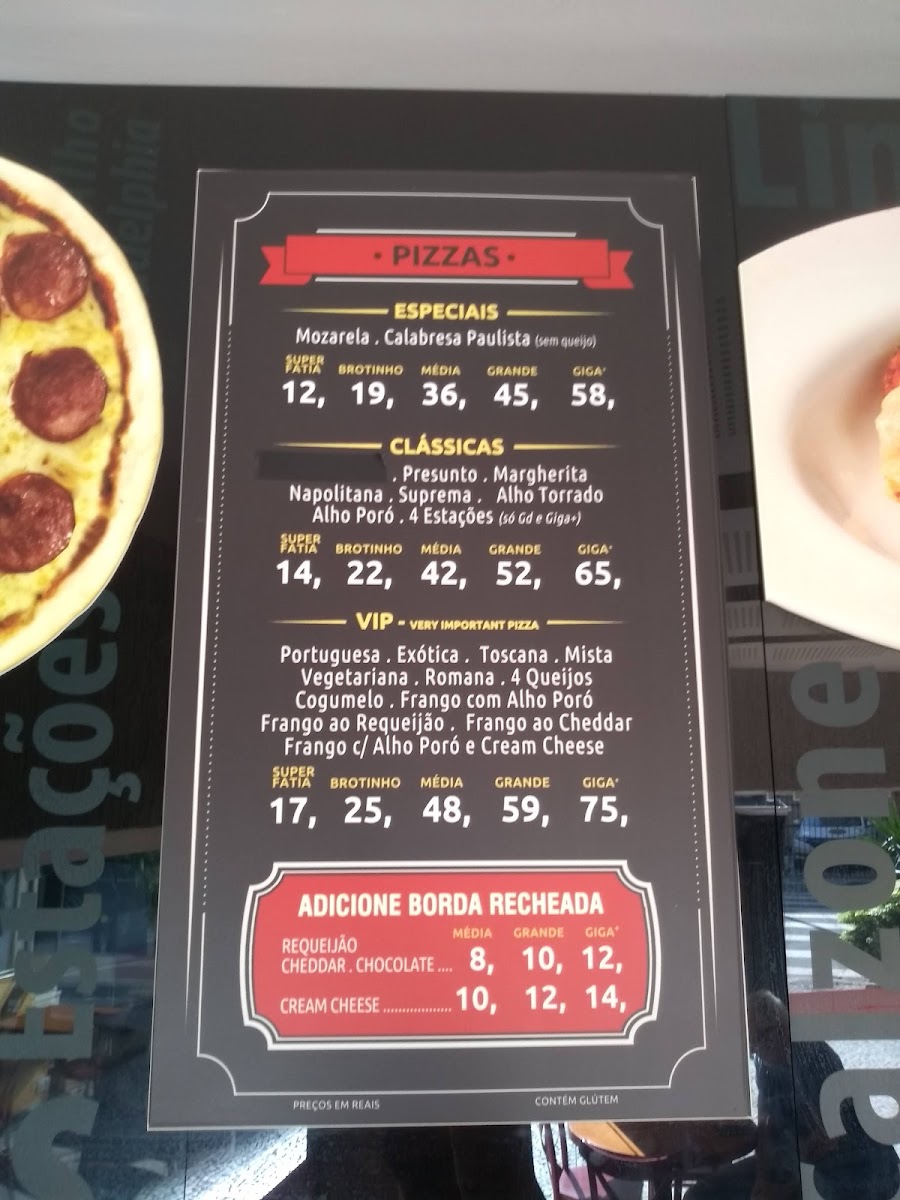 • PIZZAS •
ESPECIAIS
Mozarela . Calabresa Paulista (sem queijo)
SUPER FATIA BROTINHO MÉDIA GRANDE GIGA+
12, 19, 36, 45, 58,
CLÁSSICAS
. Presunto . Margherita
Napolitana . Suprema . Alho Torrado
Alho Poró . 4 Estações (só Gd e Giga+)
SUPER FATIA BROTINHO MÉDIA GRANDE GIGA+
14, 22, 42, 52, 65,
VIP - VERY IMPORTANT PIZZA
Portuguesa . Exótica . Toscana . Mista
Vegetariana . Romana . 4 Queijos
Cogumelo . Frango com Alho Poró
Frango ao Requeijão . Frango ao Cheddar
Frango c/ Alho Poró e Cream Cheese
SUPER FATIA BROTINHO MÉDIA GRANDE GIGA+
17, 25, 48, 59, 75,
ADICIONE BORDA RECHEADA
MÉDIA GRANDE GIGA+
REQUEIJÃO
CHEDDAR . CHOCOLATE .... 8, 10, 12,
CREAM CHEESE .................. 10, 12, 14,
PREÇOS EM REAIS CONTÉM GLÚTEM
Estações